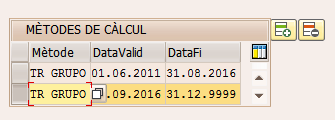 MÈTODES DE CÀLCUL
Mètode DataValid DataFi
TR GRUPO 01.06.2011 31.08.2016
TR GRUPO .09.2016 31.12.9999